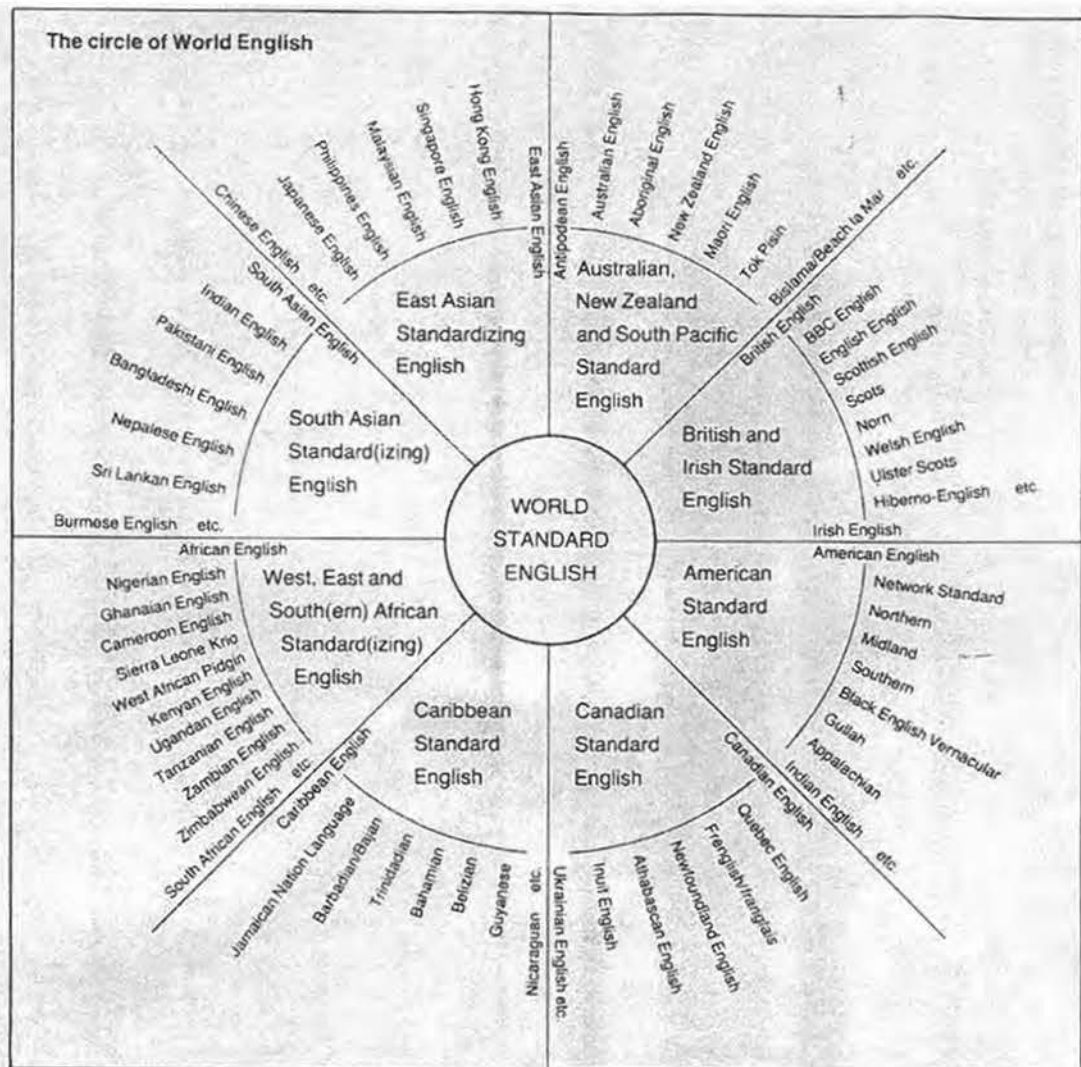 The circle of World English
WORLD
STANDARD
ENGLISH
Australian,
New Zealand
and South Pacific
Standard
English
Antipodean English
Australian English
Aboriginal English
New Zealand English
Maori English
Tok Pisin
Bislama/Beach la Mar etc.
British and
Irish Standard
English
British English
BBC English
English English
Scottish English
Scots
Norn
Welsh English
Ulster Scots
Hiberno-English etc.
Irish English
American
Standard
English
American English
Network Standard
Northern
Midland
Southern
Black English Vernacular
Gullah
Appalachian
Indian English etc.
Canadian
Standard
English
Canadian English
Quebec English
Frenglish/franglais
Newfoundland English
Athabascan English
Inuit English
Ukrainian English etc.
Caribbean
Standard
English
Caribbean English
Jamaican Nation Language
Barbadian/Bajan
Trinidadian
Bahamian
Belizian
Guyanese
Nicaraguan etc
West, East and
South(ern) African
Standard(izing)
English
African English
Nigerian English
Ghanaian English
Cameroon English
Sierra Leone Krio
West African Pidgin
Kenyan English
Ugandan English
Tanzanian English
Zambian English
Zimbabwean English
South African English etc.
South Asian
Standard(izing)
English
South Asian English
Indian English
Pakistani English
Bangladeshi English
Nepalese English
Sri Lankan English
Burmese English etc.
East Asian
Standardizing
English
East Asian English
Hong Kong English
Singapore English
Malaysian English
Philippines English
Japanese English
Chinese English etc.